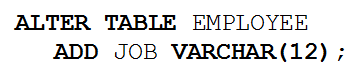 ALTER TABLE EMPLOYEE
ADD JOB VARCHAR(12);